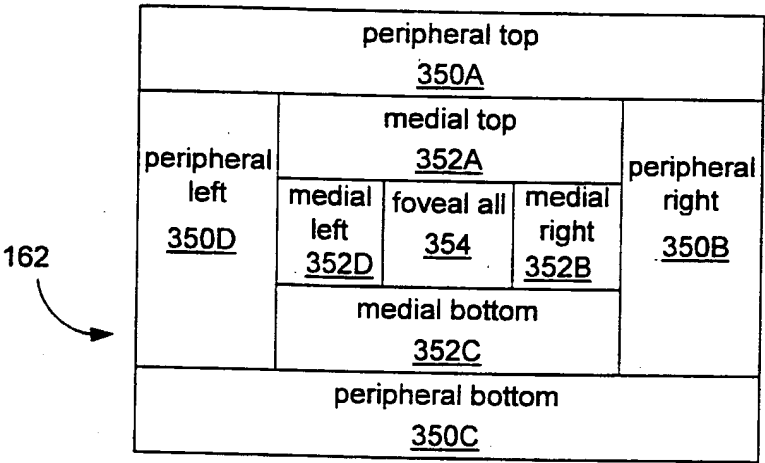 peripheral top
350A
medial top
352A
peripheral
left
350D
medial
left
352D
foveal all
354
medial
right
352B
peripheral
right
350B
162
medial bottom
352C
peripheral bottom
350C